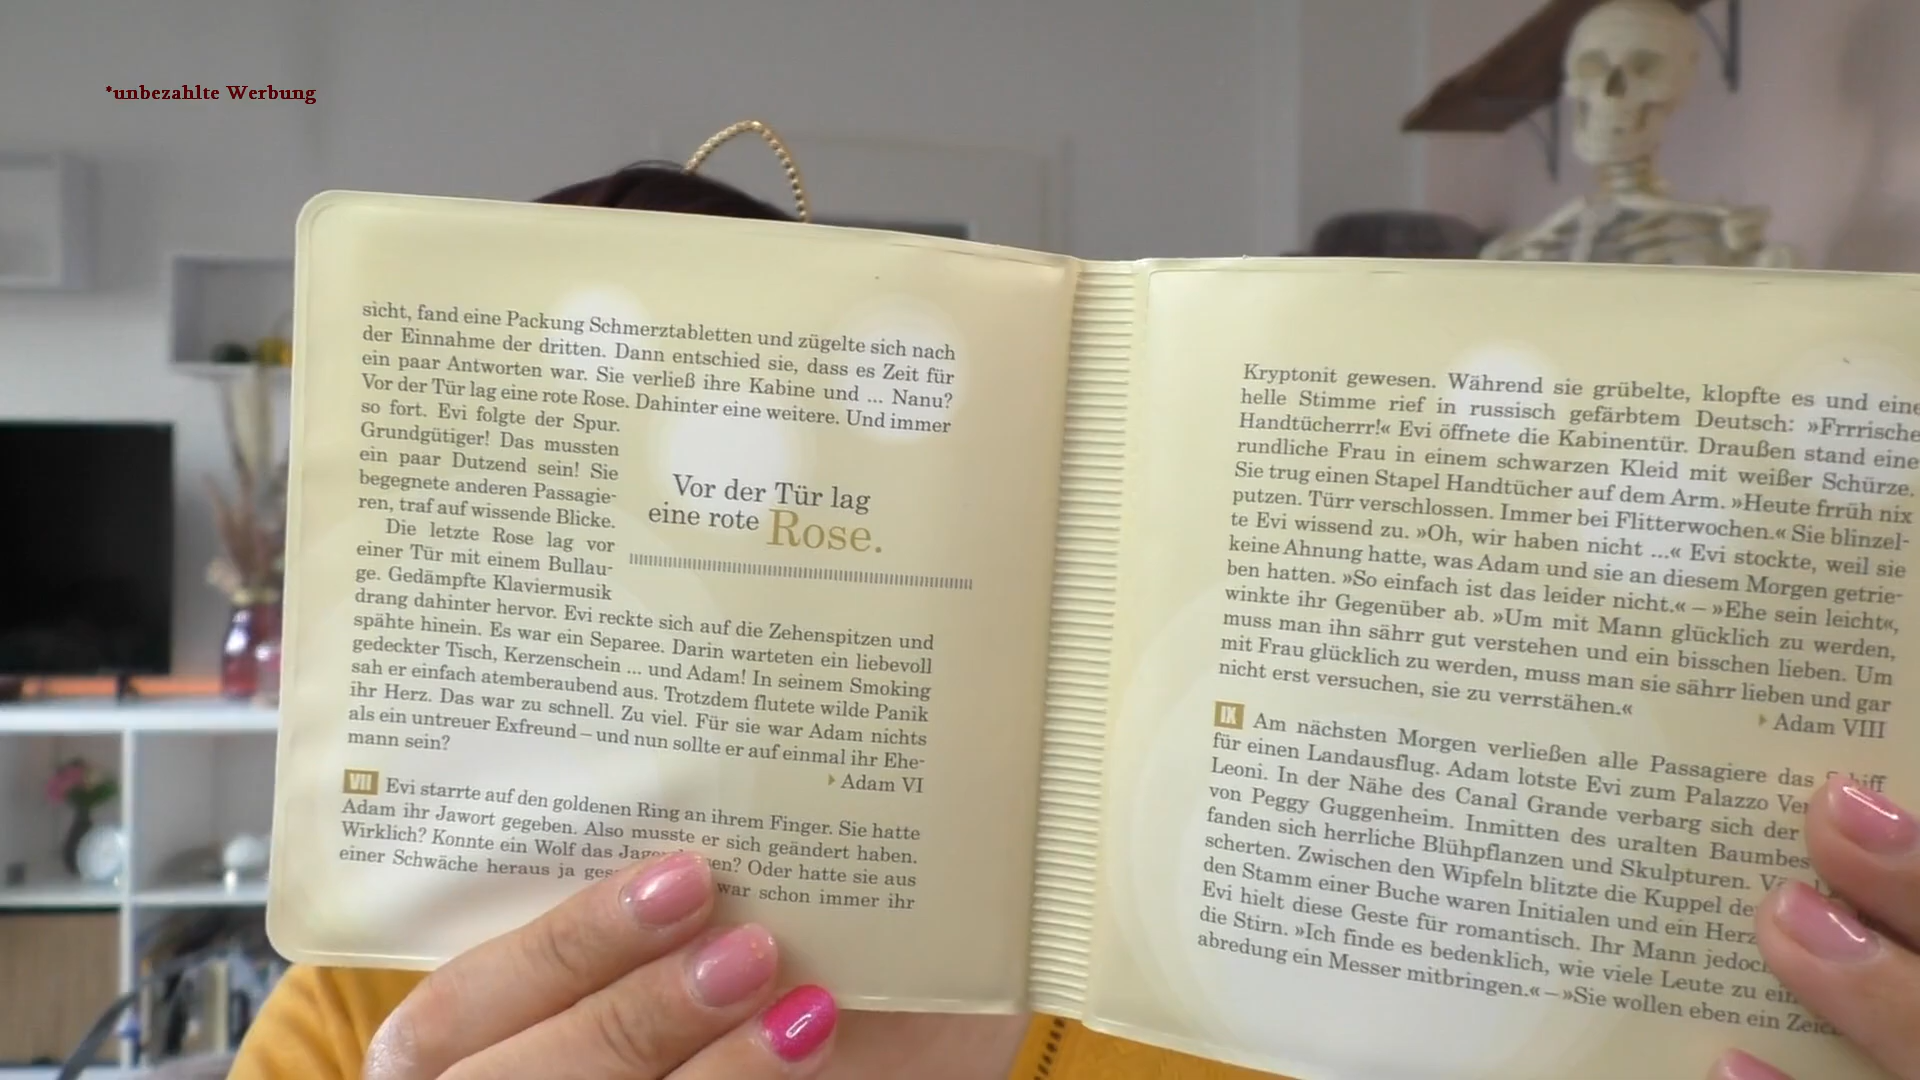 *unbezahlte Werbung
sicht, fand eine Packung Schmerztabletten und zügelte sich nach
der Einnahme der dritten. Dann entschied sie, dass es Zeit für
ein paar Antworten war. Sie verließ ihre Kabine und ... Nanu?
Vor der Tür lag eine rote Rose. Dahinter eine weitere. Und immer
so fort. Evi folgte der Spur.
Grundgütiger! Das mussten
ein paar Dutzend sein! Sie
begegnete anderen Passagie-
ren, traf auf wissende Blicke.
Die letzte Rose lag vor
einer Tür mit einem Bullau-
ge. Gedämpfte Klaviermusik
Vor der Tür lag
eine rote Rose.
drang dahinter hervor. Evi reckte sich auf die Zehenspitzen und
spähte hinein. Es war ein Separee. Darin warteten ein liebevoll
gedeckter Tisch, Kerzenschein ... und Adam! In seinem Smoking
sah er einfach atemberaubend aus. Trotzdem flutete wilde Panik
ihr Herz. Das war zu schnell. Zu viel. Für sie war Adam nichts
als ein untreuer Exfreund – und nun sollte er auf einmal ihr Ehe-
mann sein?
Adam VI
VII Evi starrte auf den goldenen Ring an ihrem Finger. Sie hatte
Adam ihr Jawort gegeben. Also musste er sich geändert haben.
Wirklich? Konnte ein Wolf das Jagen? Oder hatte sie aus
einer Schwäche heraus ja
war schon immer ihr
Kryptonit gewesen. Während sie grübelte, klopfte es und eine
helle Stimme rief in russisch gefärbtem Deutsch: »Frrrische
Handtücherrr!« Evi öffnete die Kabinentür. Draußen stand eine
rundliche Frau in einem schwarzen Kleid mit weißer Schürze.
Sie trug einen Stapel Handtücher auf dem Arm. »Heute frrüh nix
putzen. Türr verschlossen. Immer bei Flitterwochen.« Sie blinzel-
te Evi wissend zu. »Oh, wir haben nicht ...« Evi stockte, weil sie
keine Ahnung hatte, was Adam und sie an diesem Morgen getrie-
ben hatten. »So einfach ist das leider nicht.« – »Ehe sein leicht«,
winkte ihr Gegenüber ab. »Um mit Mann glücklich zu werden,
muss man ihn sährr gut verstehen und ein bisschen lieben. Um
mit Frau glücklich zu werden, muss man sie sährr lieben und gar
nicht erst versuchen, sie zu verrstähen.«
Adam VIII
IX Am nächsten Morgen verließen alle Passagiere das Schiff
für einen Landausflug. Adam lotste Evi zum Palazzo
Leoni. In der Nähe des Canal Grande verbarg sich der
von Peggy Guggenheim. Inmitten des uralten
fanden sich herrliche Blühpflanzen und Skulpturen.
scherten. Zwischen den Wipfeln blitzte die Kuppel
den Stamm einer Buche waren Initialen und ein Herz
Evi hielt diese Geste für romantisch. Ihr Mann jedoch
die Stirn. »Ich finde es bedenklich, wie viele Leute zu
abredung ein Messer mitbringen.« – »Sie wollen eben ein